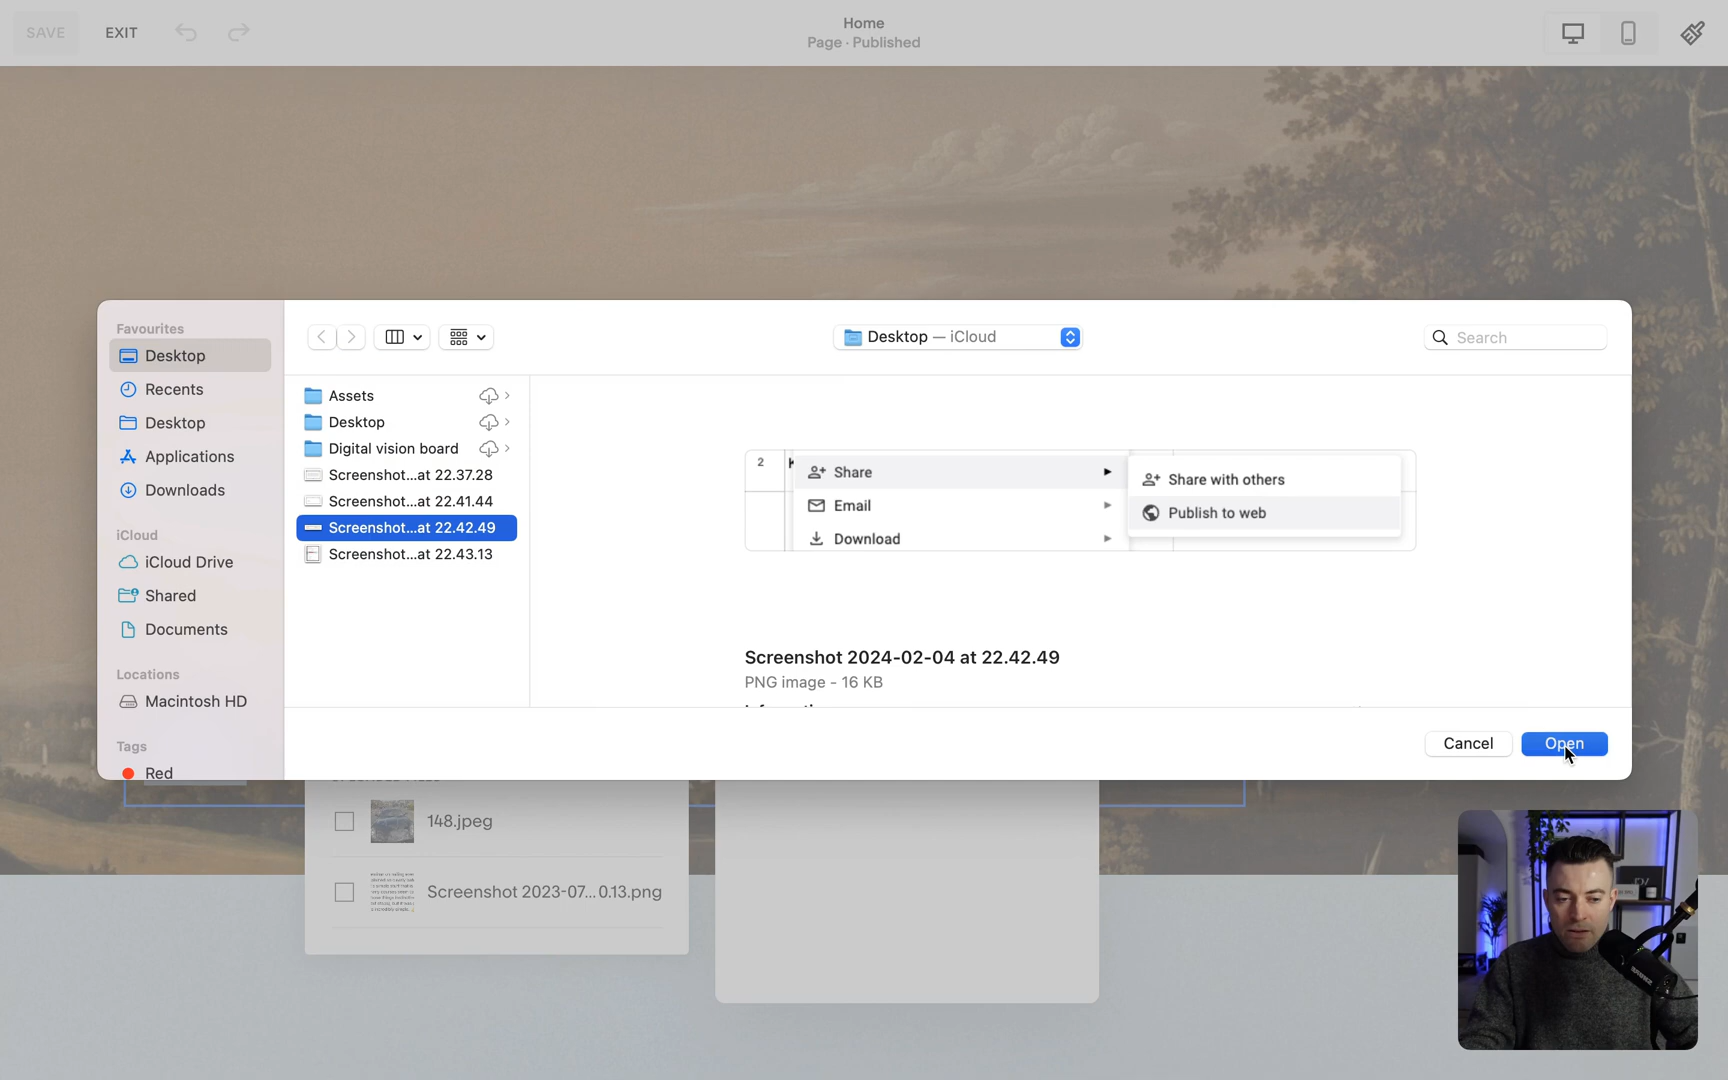 SAVE
EXIT
Home
Page · Published
Favourites
Desktop
Recents
Desktop
Applications
Downloads
iCloud
iCloud Drive
Shared
Documents
Locations
Macintosh HD
Tags
Red
Desktop — iCloud
Search
Assets
Desktop
Digital vision board
Screenshot...at 22.37.28
Screenshot...at 22.41.44
Screenshot...at 22.42.49
Screenshot...at 22.43.13
2
Share
Email
Download
Share with others
Publish to web
Screenshot 2024-02-04 at 22.42.49
PNG image - 16 KB
Cancel
Open
148.jpeg
Screenshot 2023-07...0.13.png